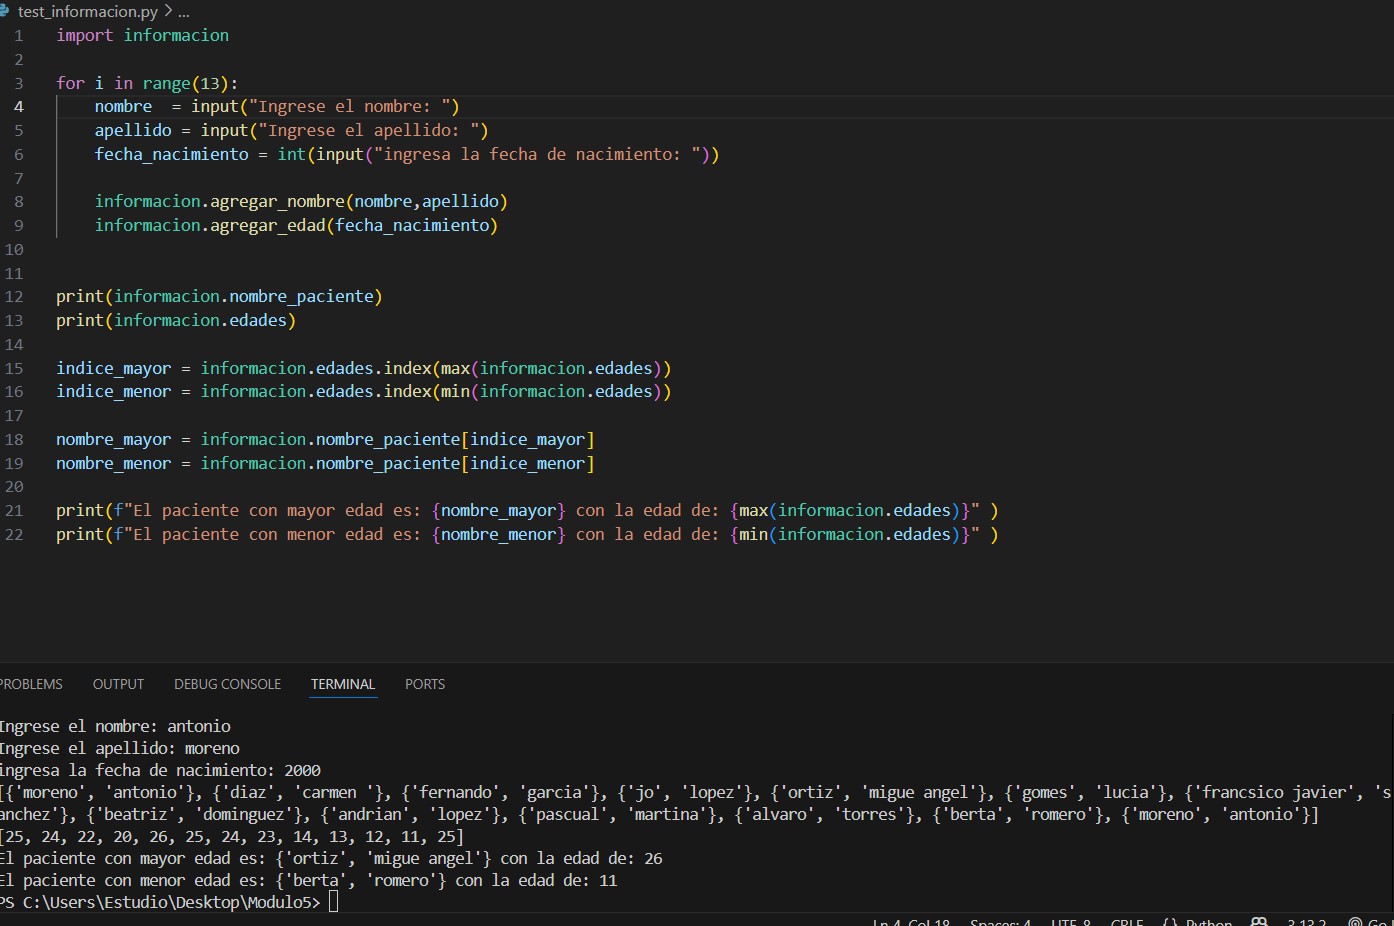 test_informacion.py > ...
1 import informacion
2
3 for i in range(13):
4     nombre  = input("Ingrese el nombre: ")
5     apellido = input("Ingrese el apellido: ")
6     fecha_nacimiento = int(input("ingresa la fecha de nacimiento: "))
7
8     informacion.agregar_nombre(nombre,apellido)
9     informacion.agregar_edad(fecha_nacimiento)
10
11
12 print(informacion.nombre_paciente)
13 print(informacion.edades)
14
15 indice_mayor = informacion.edades.index(max(informacion.edades))
16 indice_menor = informacion.edades.index(min(informacion.edades))
17
18 nombre_mayor = informacion.nombre_paciente[indice_mayor]
19 nombre_menor = informacion.nombre_paciente[indice_menor]
20
21 print(f"El paciente con mayor edad es: {nombre_mayor} con la edad de: {max(informacion.edades)}" )
22 print(f"El paciente con menor edad es: {nombre_menor} con la edad de: {min(informacion.edades)}" )
PROBLEMS OUTPUT DEBUG CONSOLE TERMINAL PORTS
Ingrese el nombre: antonio
Ingrese el apellido: moreno
ingresa la fecha de nacimiento: 2000
[{'moreno', 'antonio'}, {'diaz', 'carmen '}, {'fernando', 'garcia'}, {'jo', 'lopez'}, {'ortiz', 'migue angel'}, {'gomes', 'lucia'}, {'francsico javier', 's
anchez'}, {'beatriz', 'dominguez'}, {'andrian', 'lopez'}, {'pascual', 'martina'}, {'alvaro', 'torres'}, {'berta', 'romero'}, {'moreno', 'antonio'}]
[25, 24, 22, 20, 26, 25, 24, 23, 14, 13, 12, 11, 25]
El paciente con mayor edad es: {'ortiz', 'migue angel'} con la edad de: 26
El paciente con menor edad es: {'berta', 'romero'} con la edad de: 11
PS C:\Users\Estudio\Desktop\Modulo5>
Ln 4, Col 18 Spaces: 4 UTF-8 CRLF {} Python 3.13.2 Go